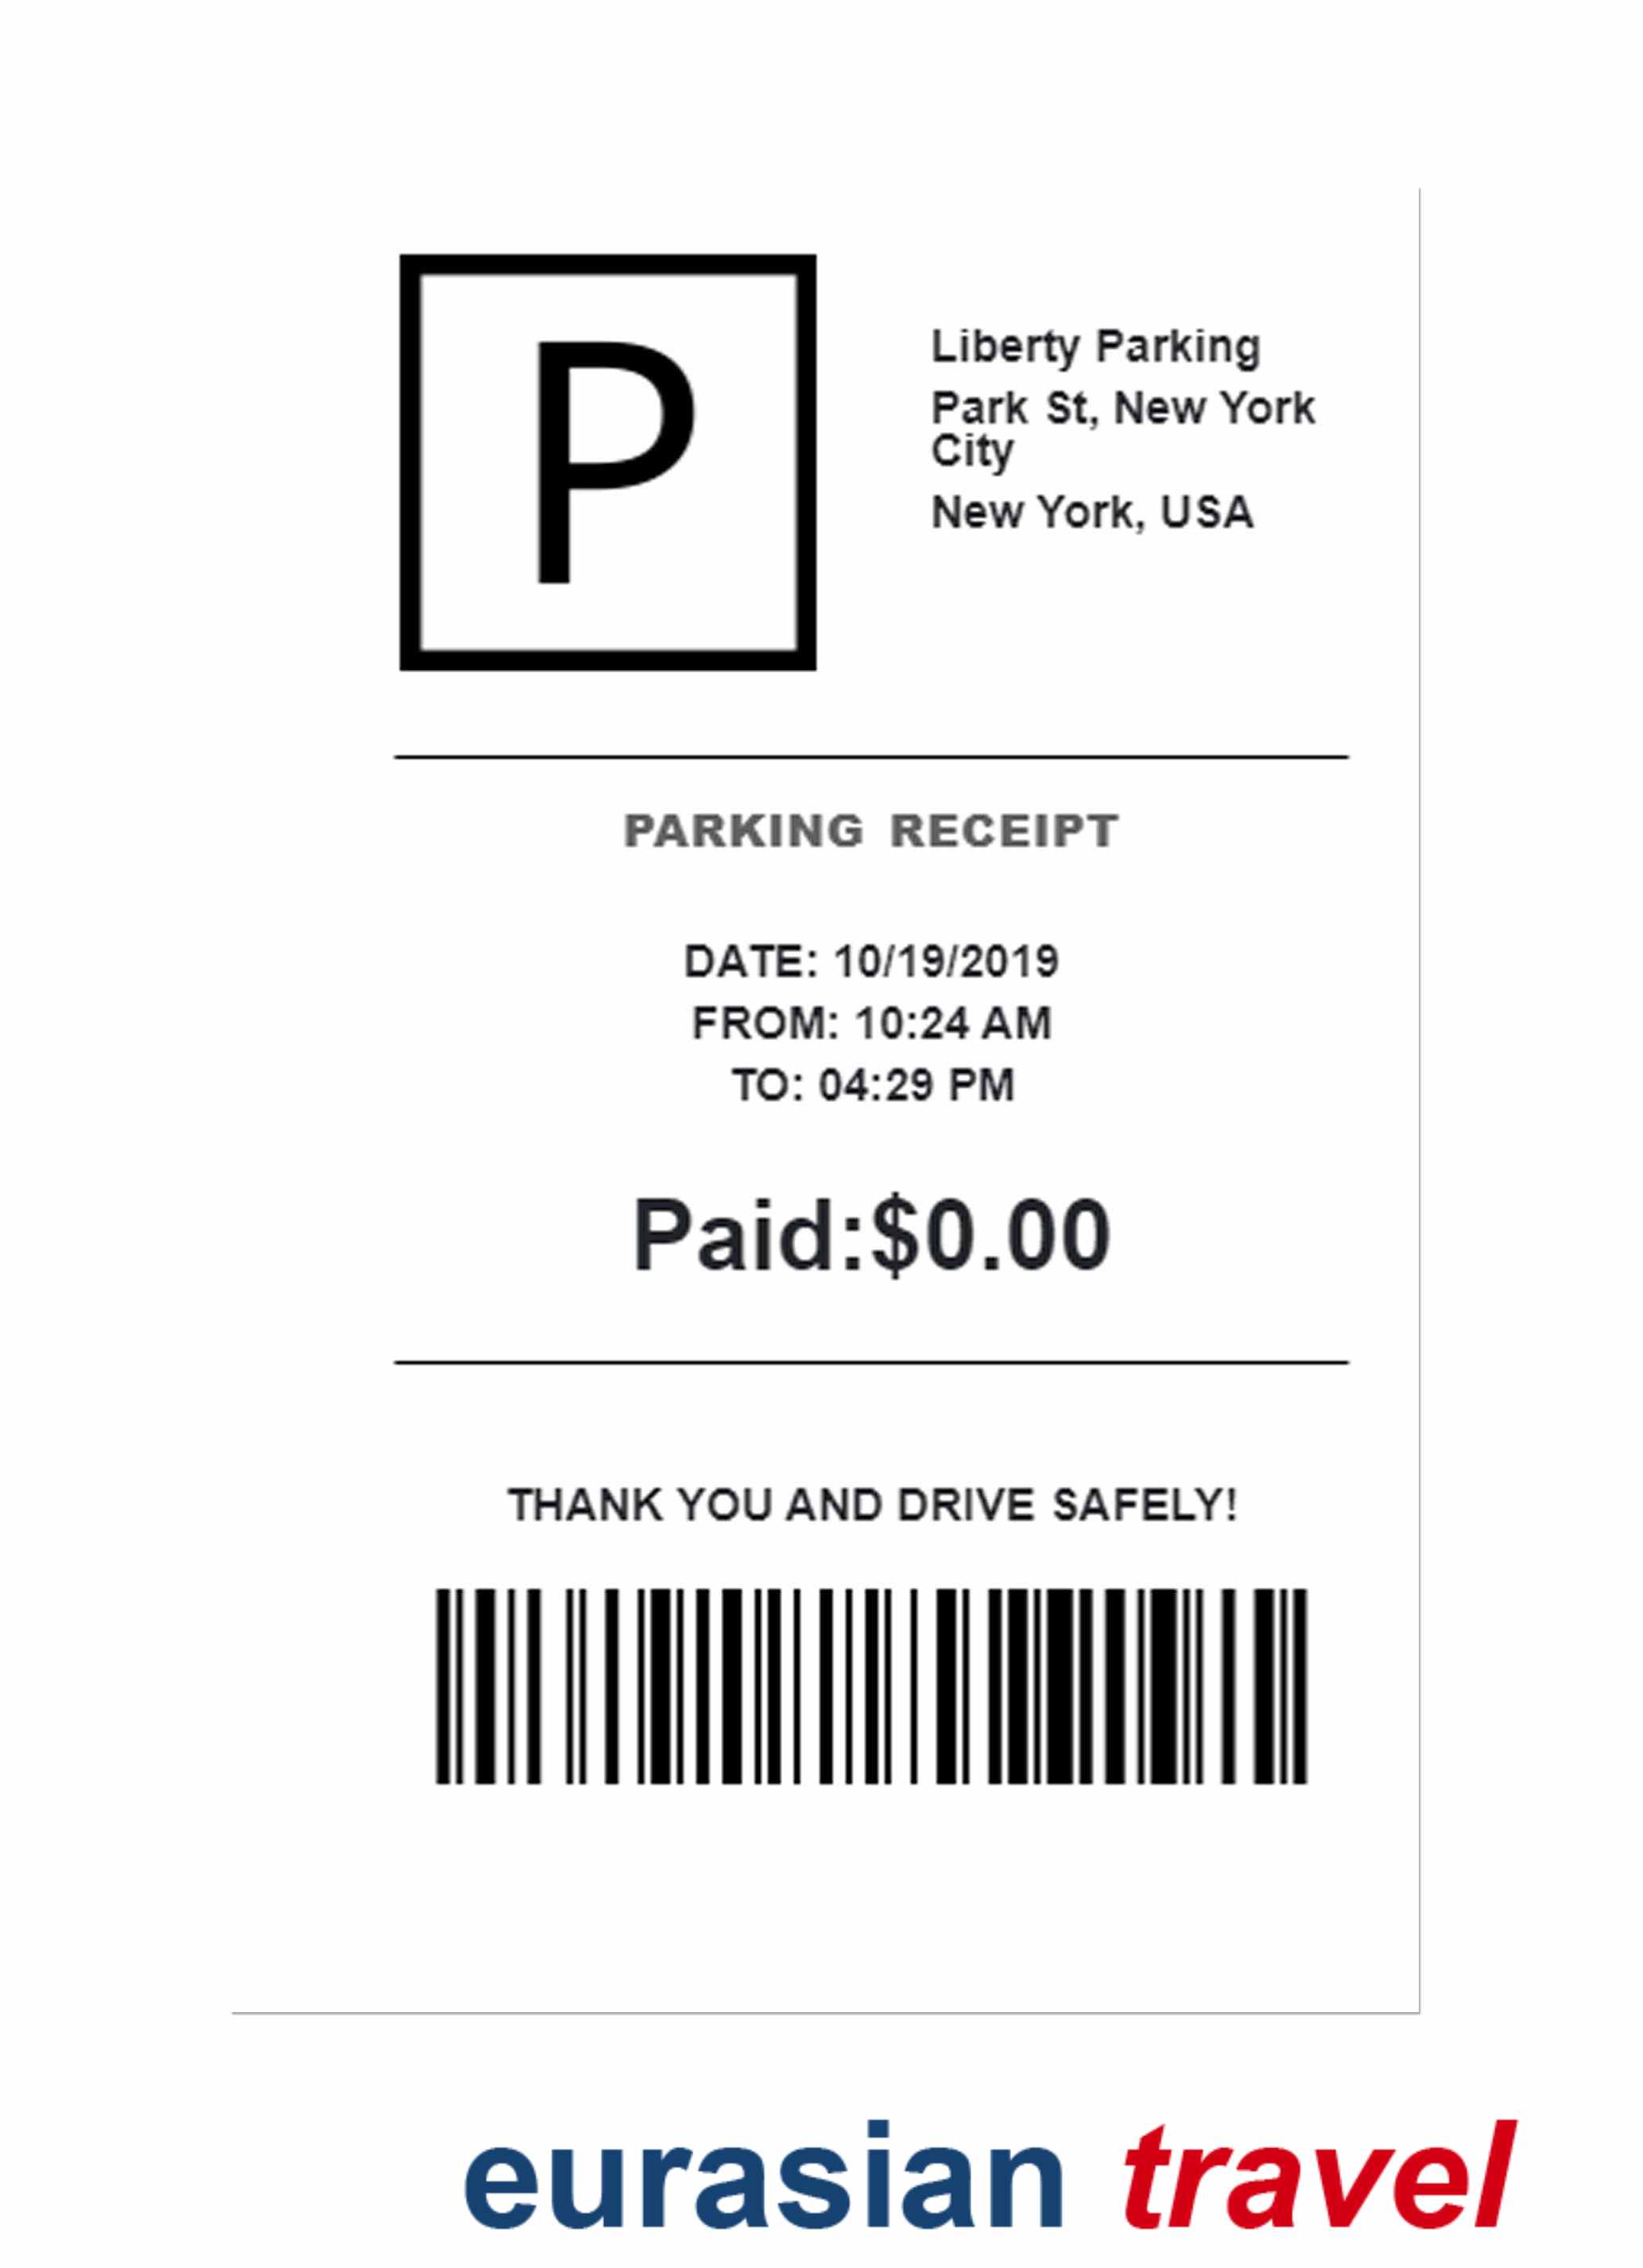 P
Liberty Parking
Park St, New York
City
New York, USA
PARKING RECEIPT
DATE: 10/19/2019
FROM: 10:24 AM
TO: 04:29 PM
Paid:$0.00
THANK YOU AND DRIVE SAFELY!
eurasian travel